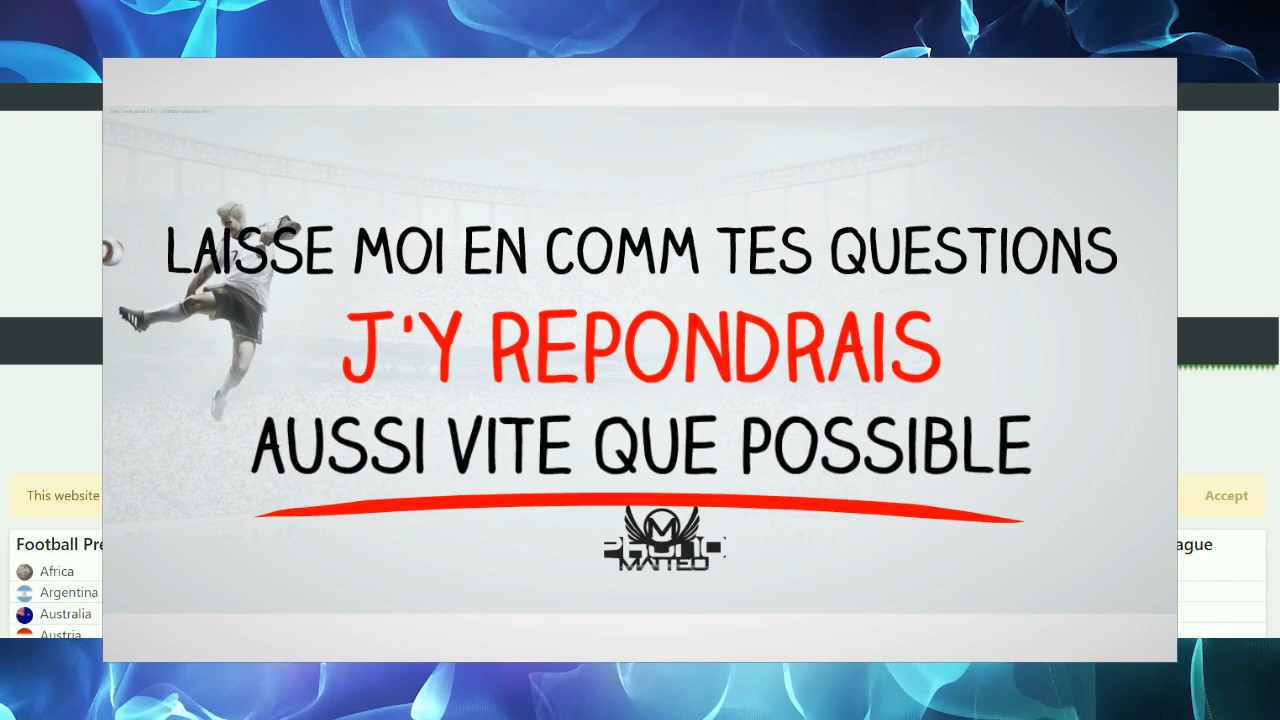 LAISSE MOI EN COMM TES QUESTIONS
J'Y REPONDRAIS
AUSSI VITE QUE POSSIBLE
MATTEO
This website
Accept
Football Pre
ague
Africa
Argentina
Australia
Austria